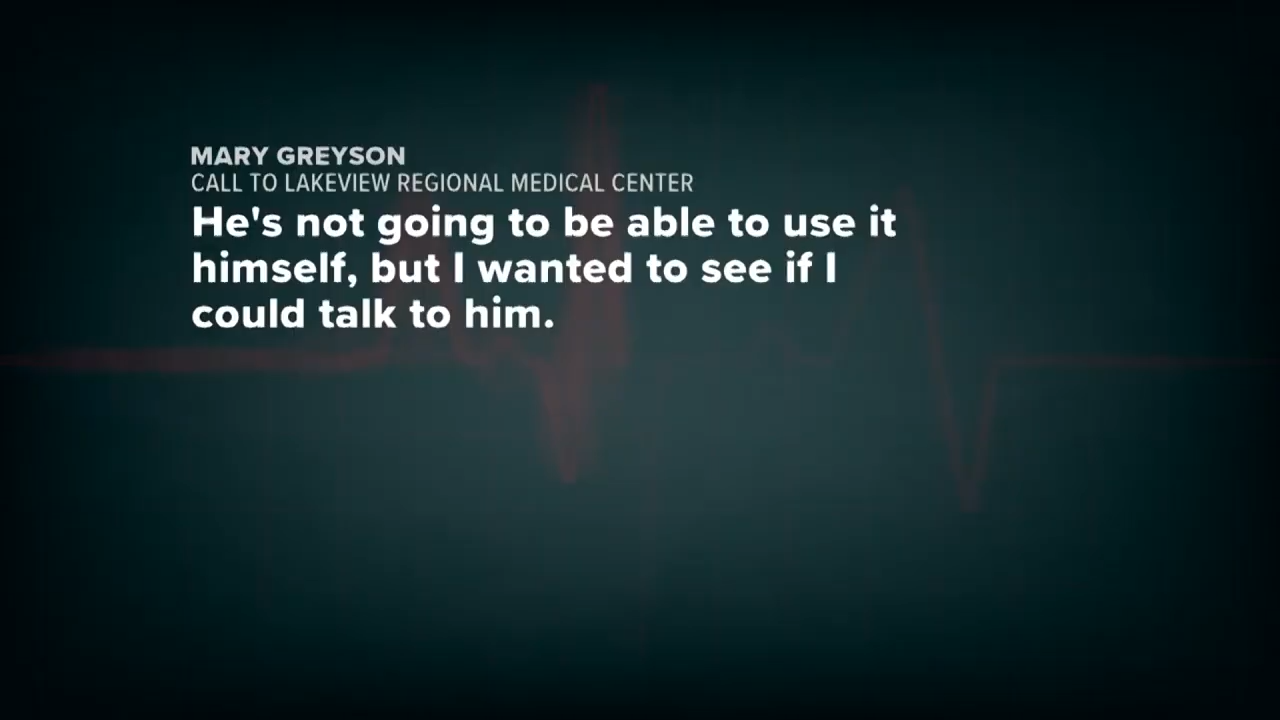 MARY GREYSON
CALL TO LAKEVIEW REGIONAL MEDICAL CENTER
He's not going to be able to use it
himself, but I wanted to see if I
could talk to him.